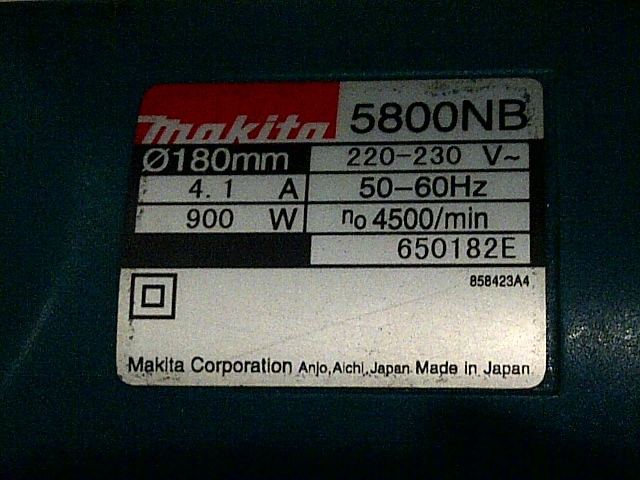 makita 5800NB
Ø180mm 220-230 V~
4.1 A 50-60Hz
900 W no 4500/min
650182E
858423A4
Makita Corporation Anjo, Aichi, Japan Made in Japan